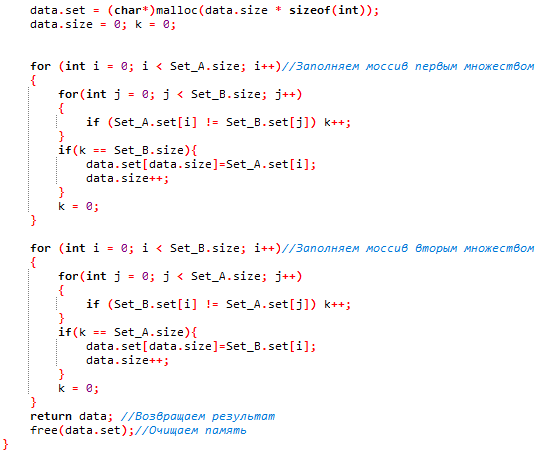 data.set = (char*)malloc(data.size * sizeof(int));
data.size = 0; k = 0;
for (int i = 0; i < Set_A.size; i++)//Заполняем моссив первым множеством
{
for(int j = 0; j < Set_B.size; j++)
{
if (Set_A.set[i] != Set_B.set[j]) k++;
}
if(k == Set_B.size){
data.set[data.size]=Set_A.set[i];
data.size++;
}
k = 0;
}
for (int i = 0; i < Set_B.size; i++)//Заполняем моссив вторым множеством
{
for(int j = 0; j < Set_A.size; j++)
{
if (Set_B.set[i] != Set_A.set[j]) k++;
}
if(k == Set_A.size){
data.set[data.size]=Set_B.set[i];
data.size++;
}
k = 0;
}
return data; //Возвращаем результат
free(data.set);//Очищаем память
}